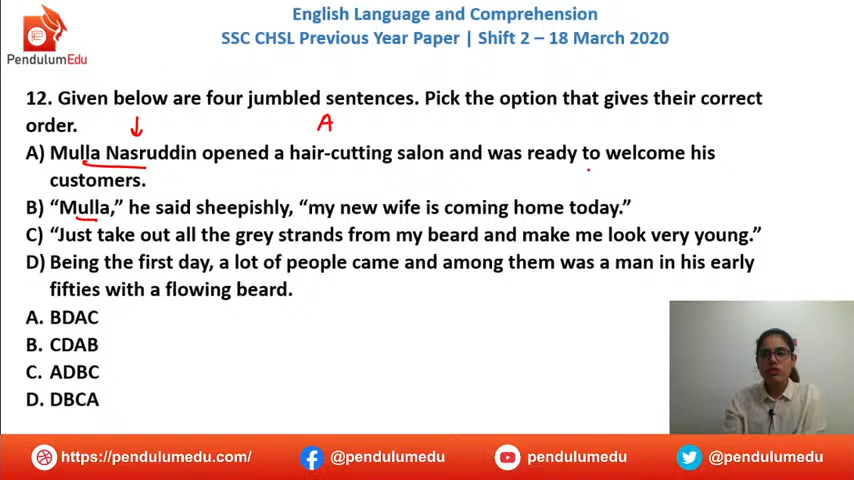 English Language and Comprehension
SSC CHSL Previous Year Paper | Shift 2 – 18 March 2020
PendulumEdu
12. Given below are four jumbled sentences. Pick the option that gives their correct
order.
A
A) Mulla Nasruddin opened a hair-cutting salon and was ready to welcome his
customers.
B) “Mulla,” he said sheepishly, “my new wife is coming home today.”
C) “Just take out all the grey strands from my beard and make me look very young.”
D) Being the first day, a lot of people came and among them was a man in his early
fifties with a flowing beard.
A. BDAC
B. CDAB
C. ADBC
D. DBCA
https://pendulumedu.com/ @pendulumedu pendulumedu @pendulumedu